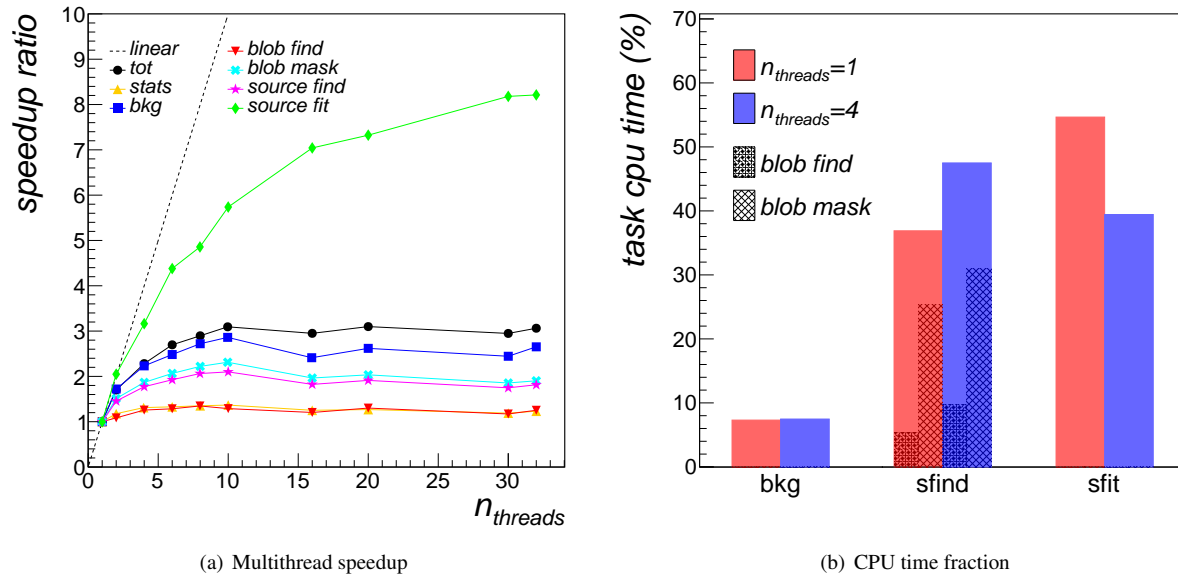 speedup ratio
10
9
8
7
6
5
4
3
2
1
0
linear
tot
stats
bkg
blob find
blob mask
source find
source fit
0 5 10 15 20 25 30
n_threads
(a) Multithread speedup
task cpu time (%)
70
60
50
40
30
20
10
0
n_threads=1
n_threads=4
blob find
blob mask
bkg sfind sfit
(b) CPU time fraction